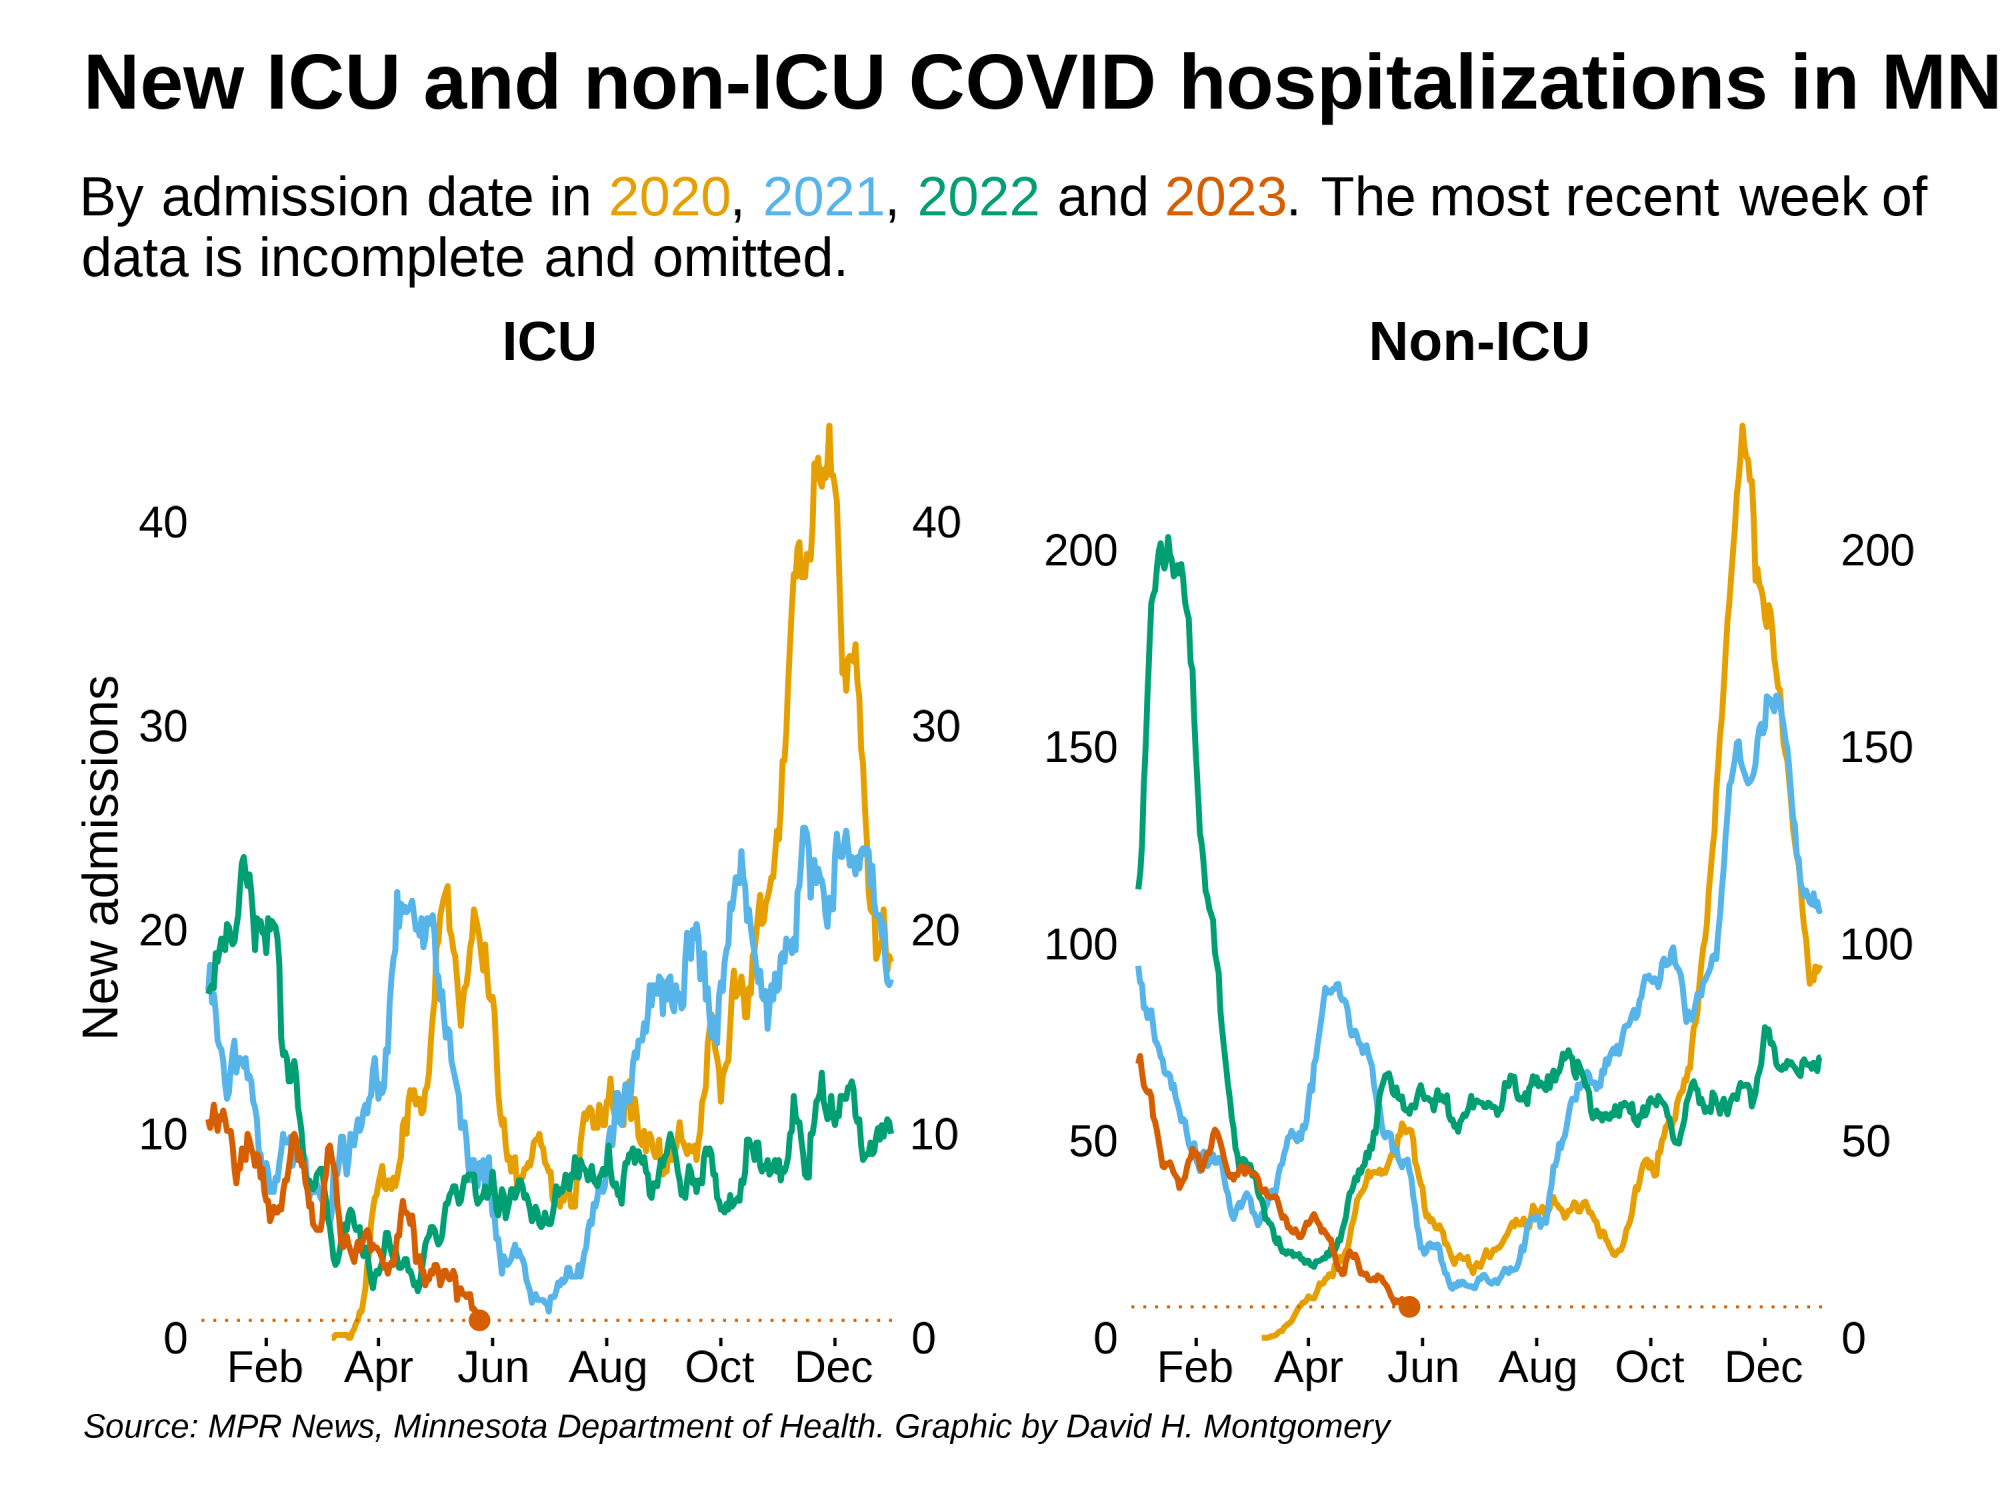 New ICU and non-ICU COVID hospitalizations in MN
By admission date in 2020, 2021, 2022 and 2023. The most recent week of
data is incomplete and omitted.
ICU
New admissions
40
30
20
10
0
40
30
20
10
0
Feb Apr Jun Aug Oct Dec
Non-ICU
200
150
100
50
0
200
150
100
50
0
Feb Apr Jun Aug Oct Dec
Source: MPR News, Minnesota Department of Health. Graphic by David H. Montgomery